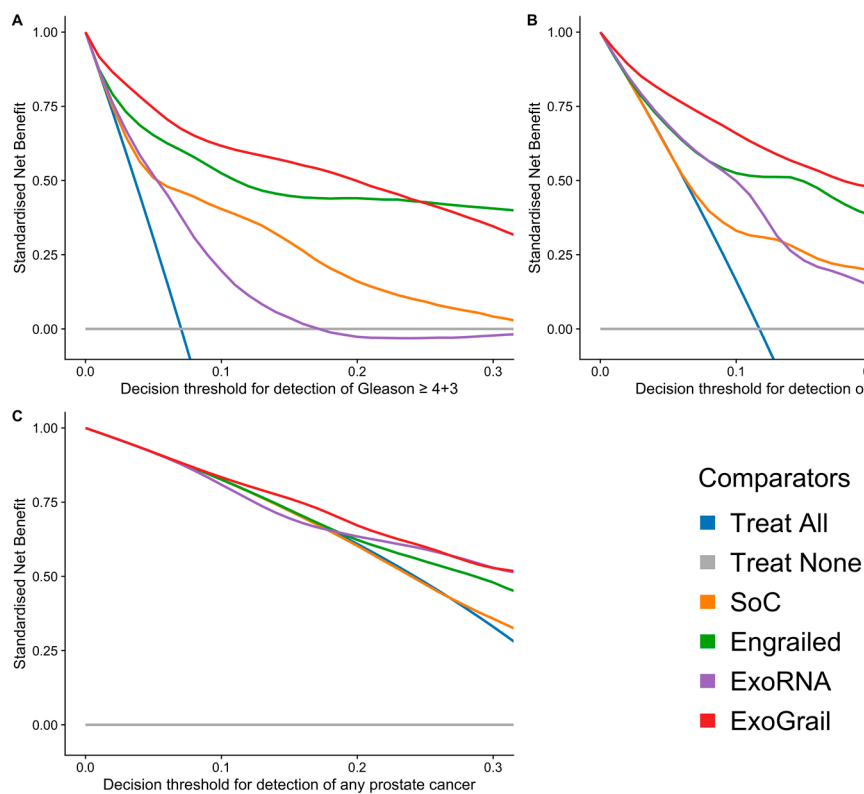 A
B
1.00
0.75
0.50
0.25
0.00
Standardised Net Benefit
0.0
0.1
0.2
0.3
Decision threshold for detection of Gleason ≥ 4+3
1.00
0.75
0.50
0.25
0.00
Standardised Net Benefit
0.0
0.1
Decision threshold for detection o
C
1.00
0.75
0.50
0.25
0.00
Standardised Net Benefit
0.0
0.1
0.2
0.3
Decision threshold for detection of any prostate cancer
Comparators
Treat All
Treat None
SoC
Engrailed
ExoRNA
ExoGrail